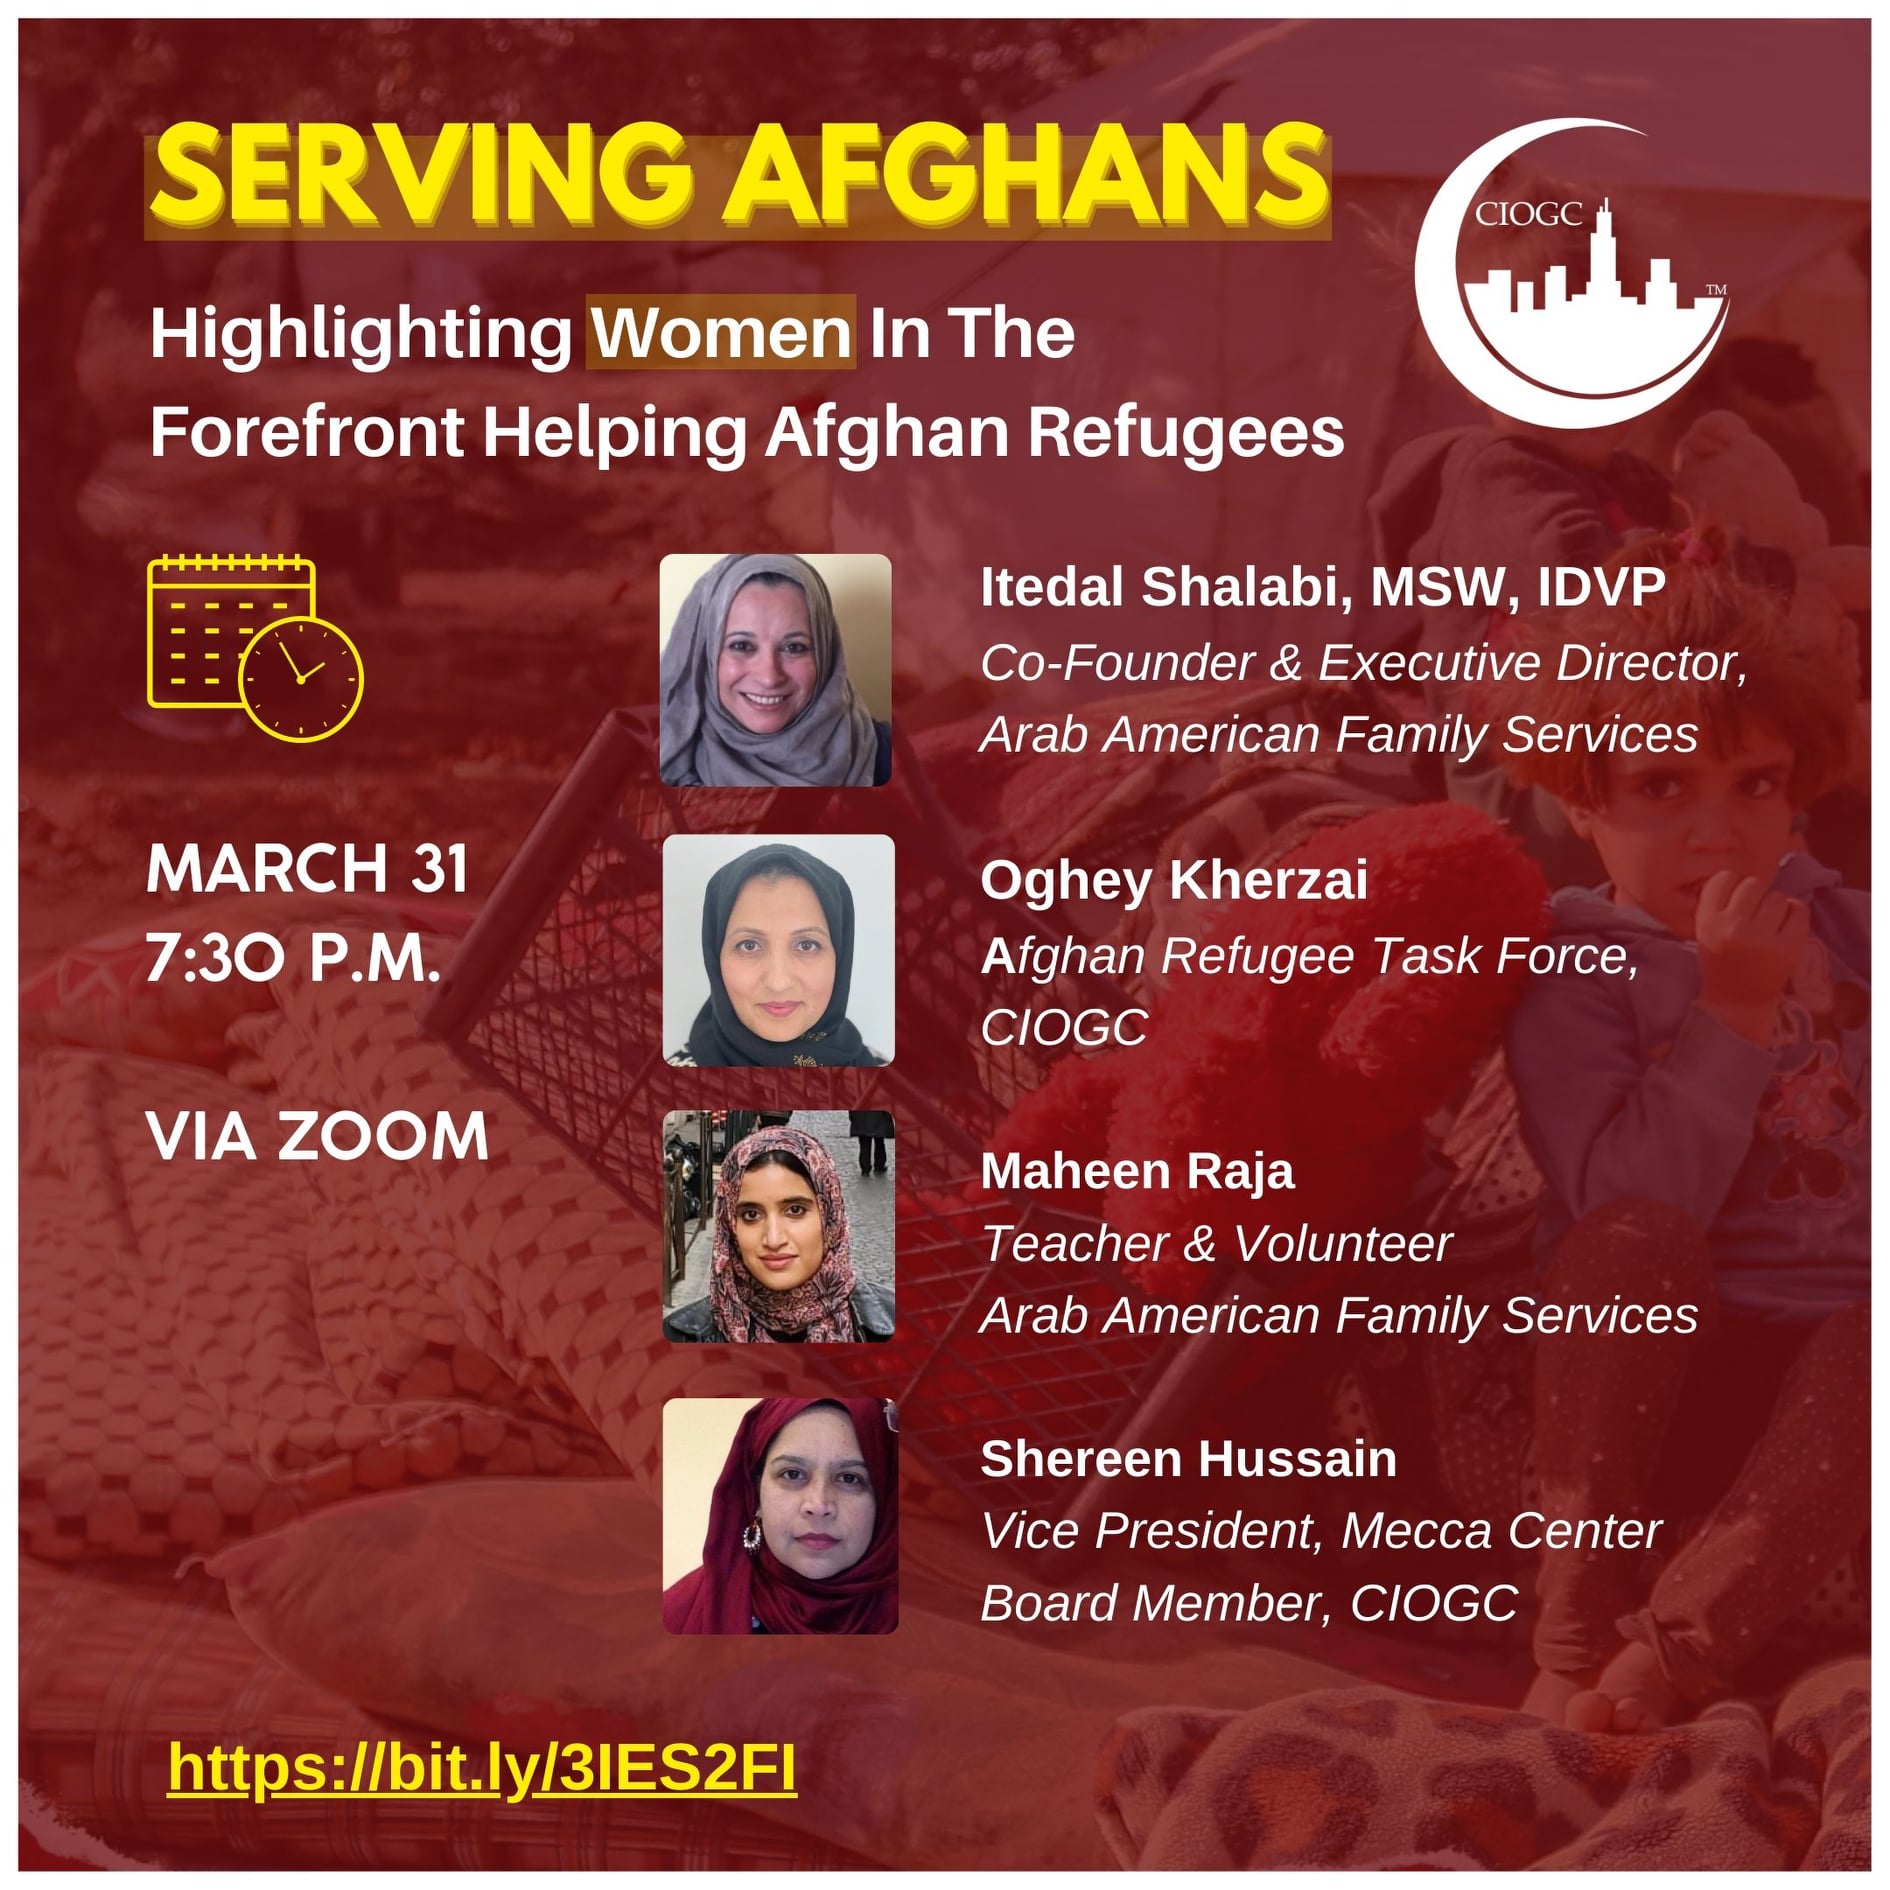 SERVING AFGHANS
CIOGC
TM
Highlighting Women In The
Forefront Helping Afghan Refugees
MARCH 31
7:30 P.M.
VIA ZOOM
Itedal Shalabi, MSW, IDVP
Co-Founder & Executive Director,
Arab American Family Services
Oghey Kherzai
Afghan Refugee Task Force,
CIOGC
Maheen Raja
Teacher & Volunteer
Arab American Family Services
Shereen Hussain
Vice President, Mecca Center
Board Member, CIOGC
https://bit.ly/3IES2FI